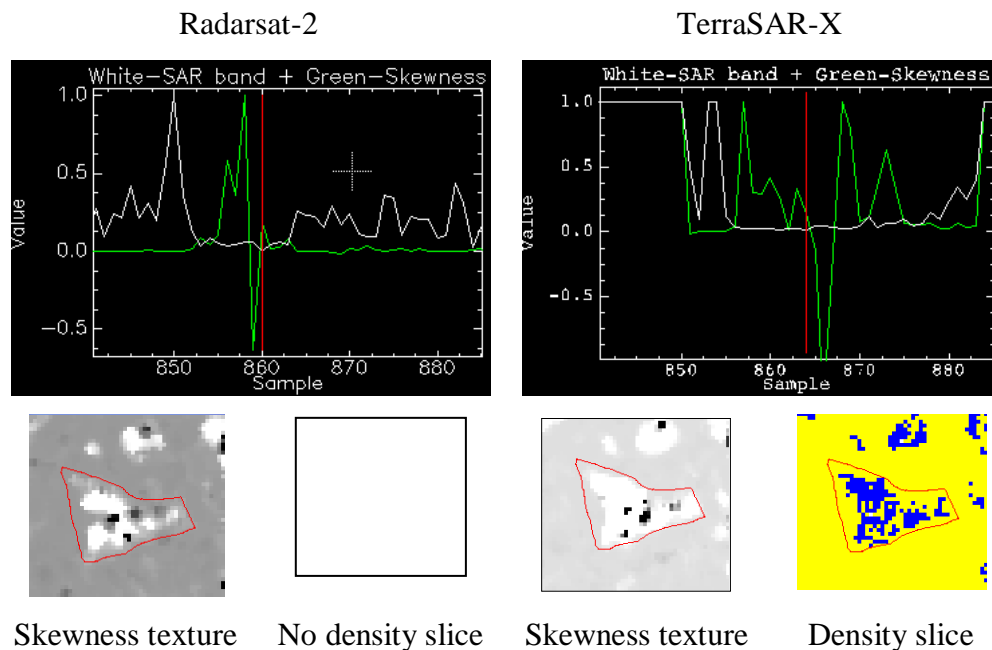 Radarsat-2
TerraSAR-X
White-SAR band + Green-Skewness
1.0
0.5
0.0
-0.5
Value
850
860
870
880
Sample
White-SAR band + Green-Skewness
1.0
0.5
0.0
-0.5
Value
850
860
870
880
Sample
Skewness texture
No density slice
Skewness texture
Density slice